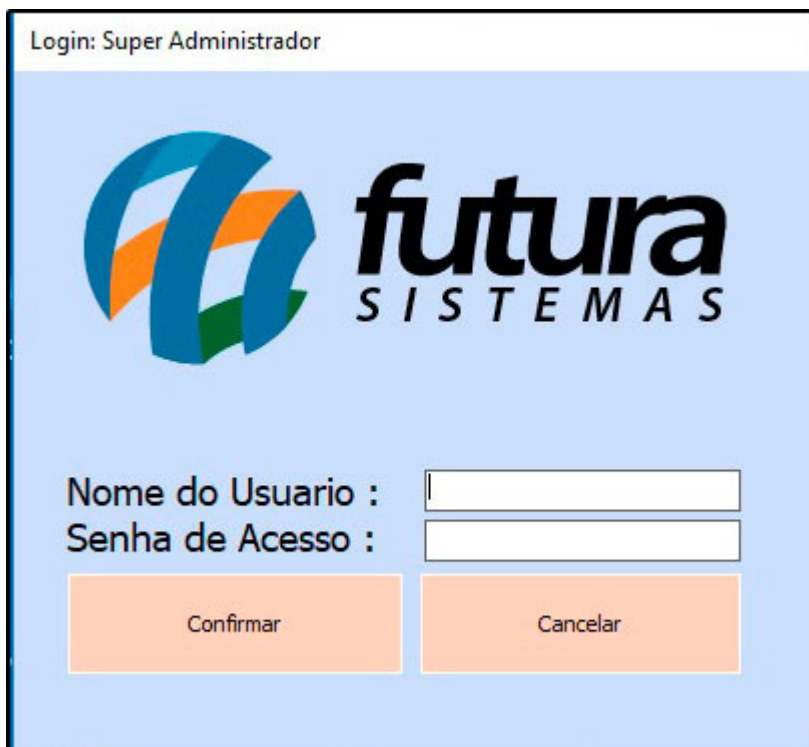 Login: Super Administrador
futura
SISTEMAS
Nome do Usuario :
Senha de Acesso :
Confirmar
Cancelar